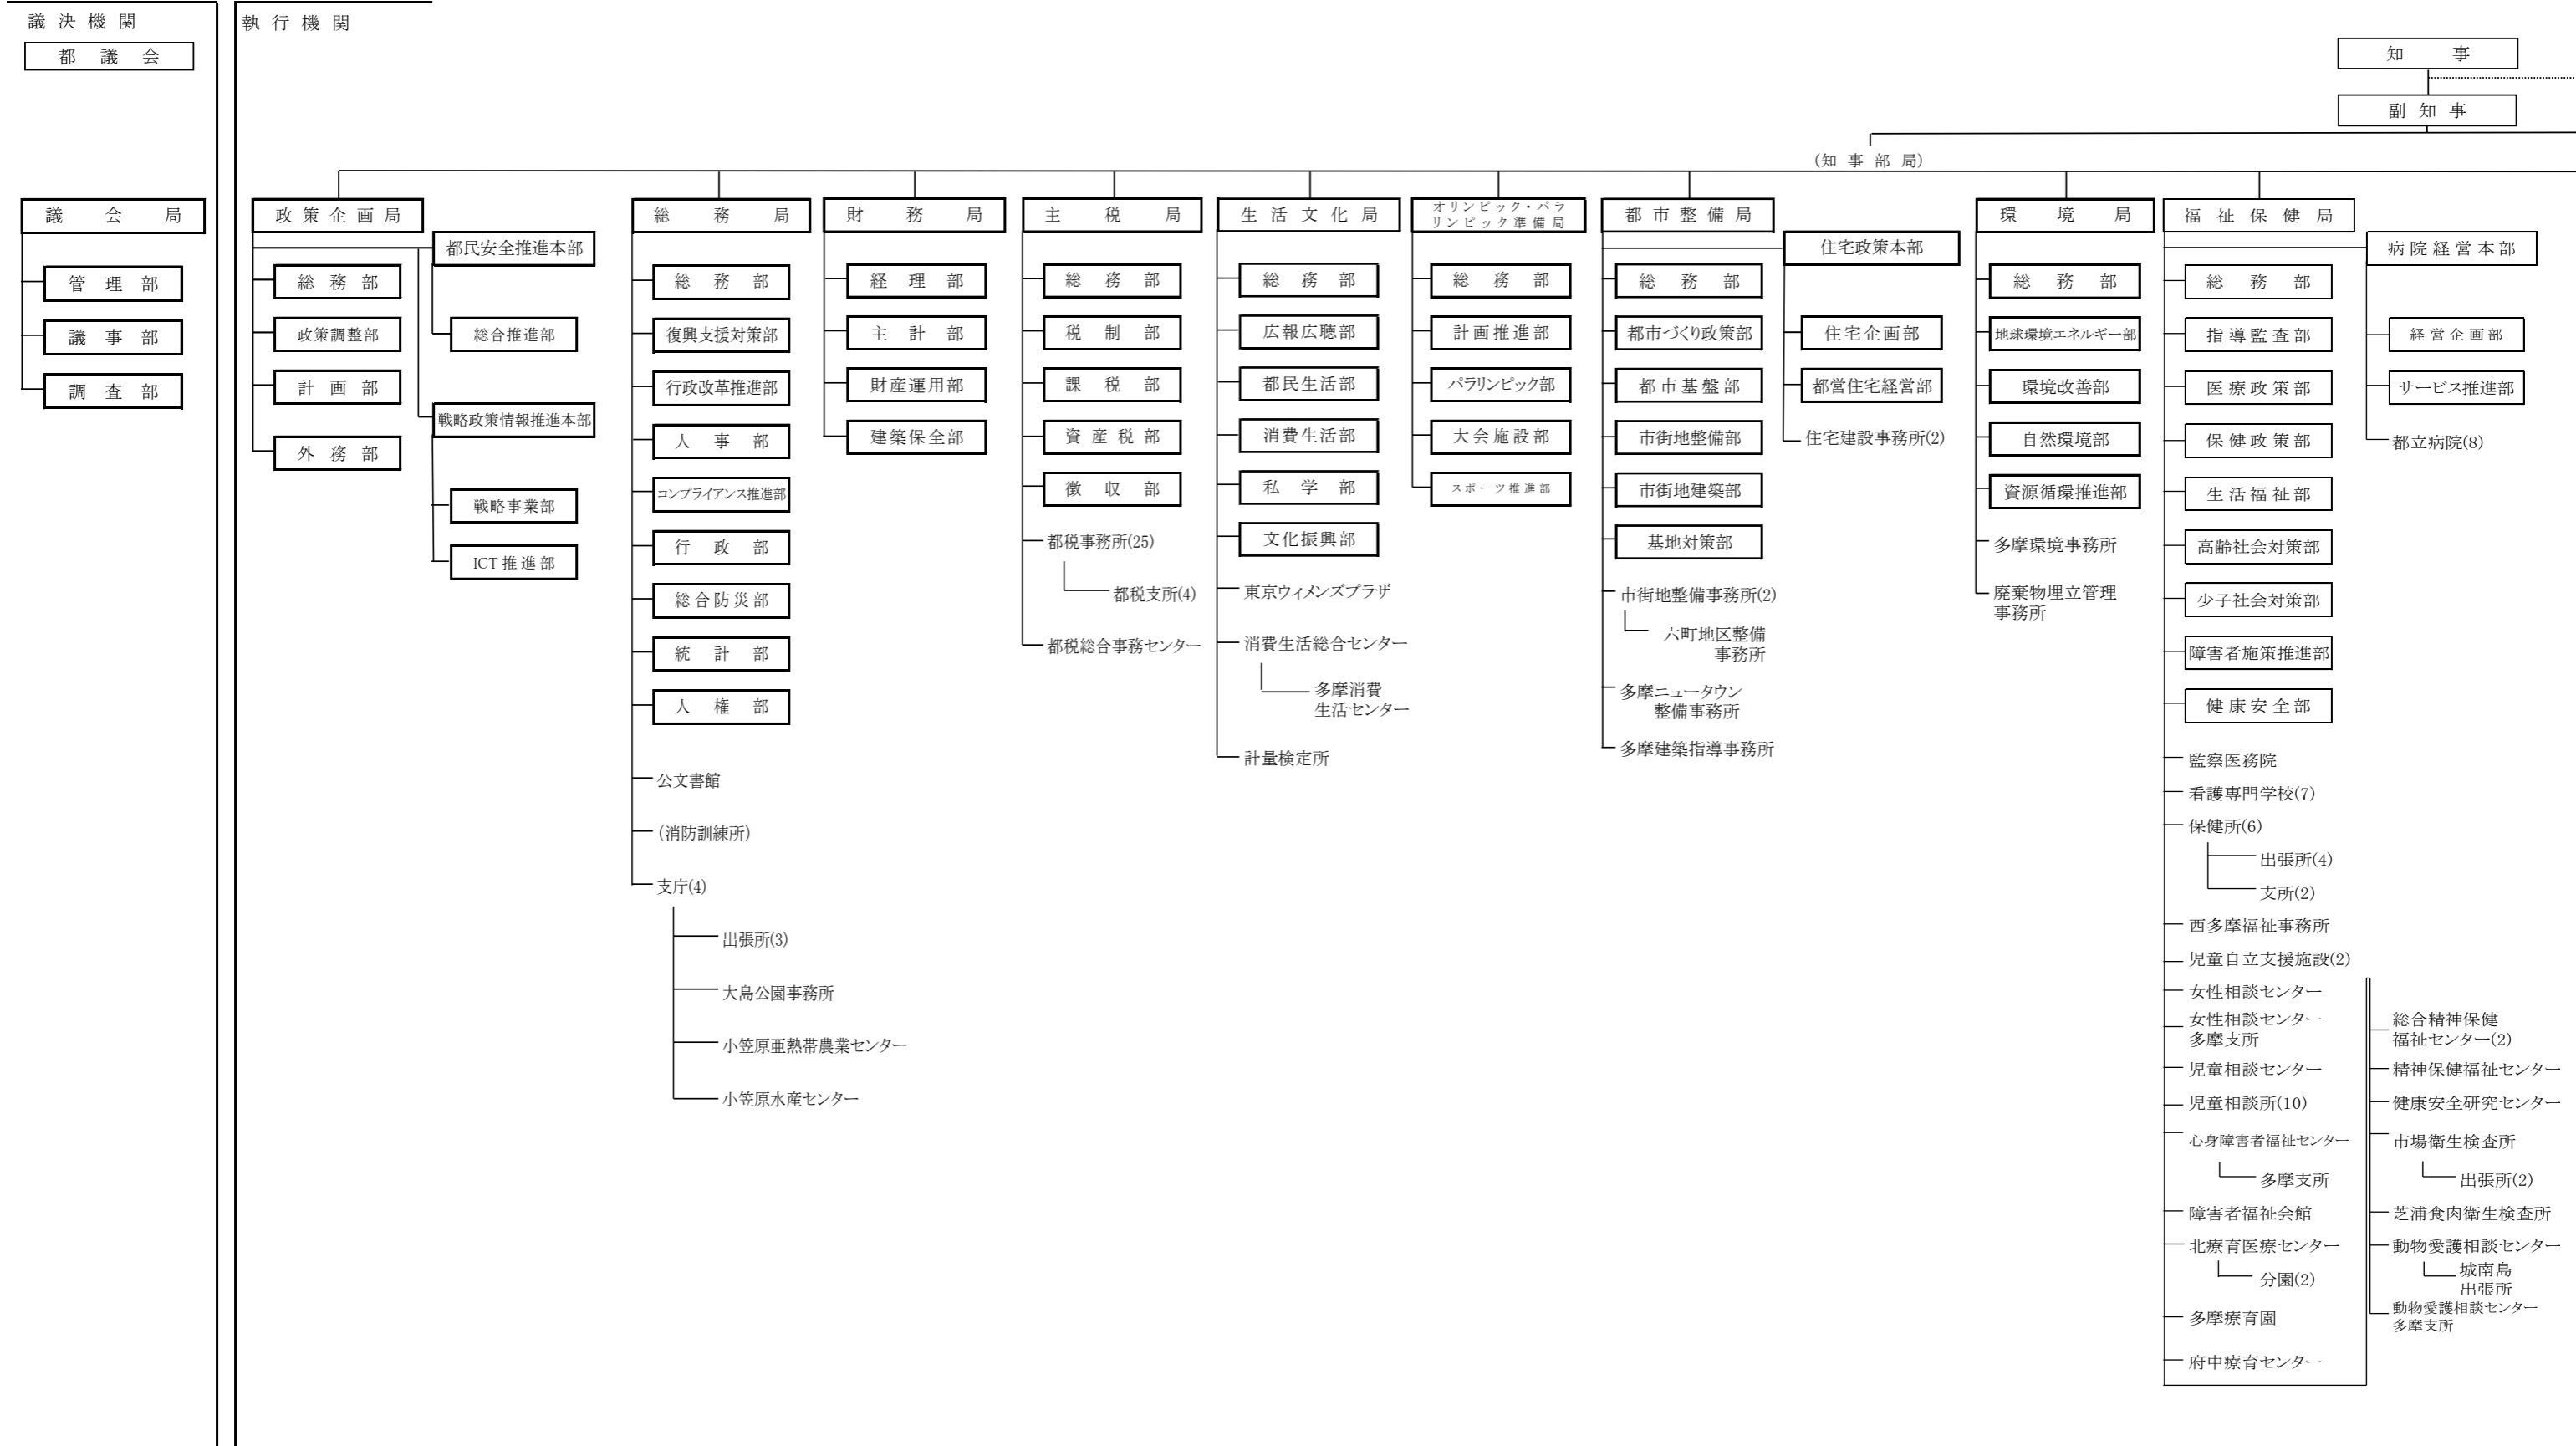 議決機関
都議会
議会局
管理部
議事部
調査部
執行機関
知事
副知事
(知事部局)
政策企画局
都民安全推進本部
総務部
政策調整部
総合推進部
計画部
戦略政策情報推進本部
外務部
戦略事業部
ICT推進部
総務局
総務部
復興支援対策部
行政改革推進部
人事部
コンプライアンス推進部
行政部
総合防災部
統計部
人権部
公文書館
(消防訓練所)
支庁(4)
出張所(3)
大島公園事務所
小笠原亜熱帯農業センター
小笠原水産センター
財務局
経理部
主計部
財産運用部
建築保全部
主税局
総務部
税制部
課税部
資産税部
徴収部
都税事務所(25)
都税支所(4)
都税総合事務センター
生活文化局
総務部
広報広聴部
都民生活部
消費生活部
私学部
文化振興部
東京ウィメンズプラザ
消費生活総合センター
多摩消費
生活センター
計量検定所
オリンピック・パラ
リンピック準備局
総務部
計画推進部
パラリンピック部
大会施設部
スポーツ推進部
都市整備局
住宅政策本部
総務部
都市づくり政策部
都市基盤部
市街地整備部
市街地建築部
基地対策部
市街地整備事務所(2)
六町地区整備
事務所
多摩ニュータウン
整備事務所
多摩建築指導事務所
住宅企画部
都営住宅経営部
住宅建設事務所(2)
環境局
総務部
地球環境エネルギー部
環境改善部
自然環境部
資源循環推進部
多摩環境事務所
廃棄物埋立管理
事務所
福祉保健局
病院経営本部
総務部
指導監査部
医療政策部
保健政策部
生活福祉部
高齢社会対策部
少子社会対策部
障害者施策推進部
健康安全部
経営企画部
サービス推進部
都立病院(8)
監察医務院
看護専門学校(7)
保健所(6)
出張所(4)
支所(2)
西多摩福祉事務所
児童自立支援施設(2)
女性相談センター
女性相談センター
多摩支所
児童相談センター
児童相談所(10)
心身障害者福祉センター
多摩支所
障害者福祉会館
北療育医療センター
分園(2)
多摩療育園
府中療育センター
総合精神保健
福祉センター(2)
精神保健福祉センター
健康安全研究センター
市場衛生検査所
出張所(2)
芝浦食肉衛生検査所
動物愛護相談センター
城南島
出張所
動物愛護相談センター
多摩支所